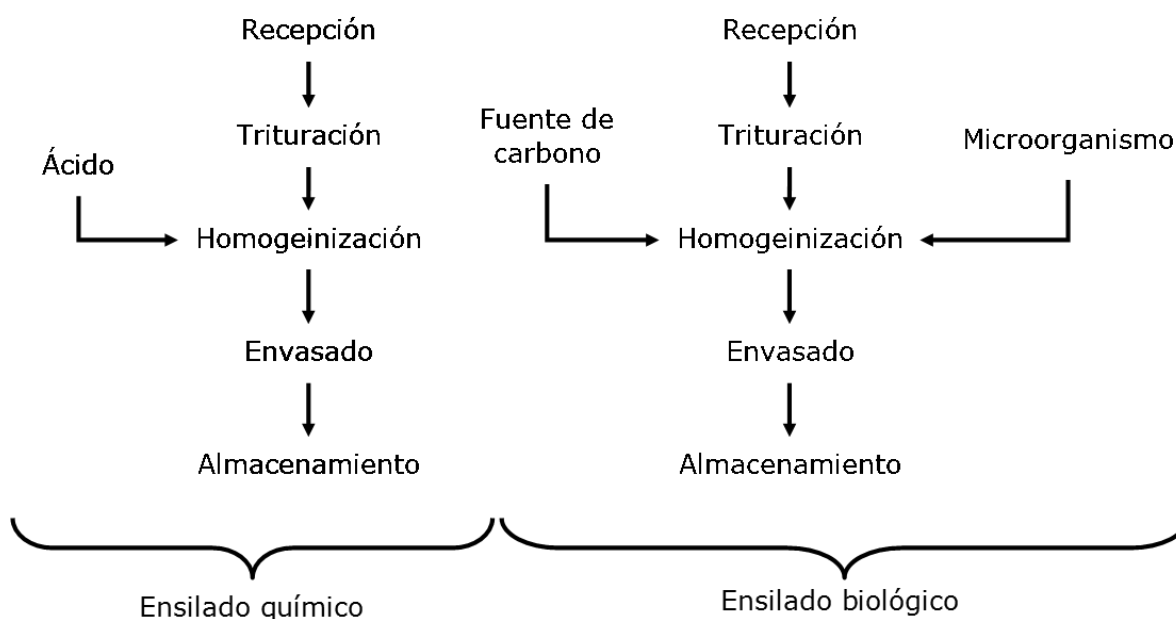 Recepción
Trituración
Ácido
Homogeinización
Envasado
Almacenamiento
Ensilado químico
Recepción
Fuente de
carbono
Trituración
Microorganismo
Homogeinización
Envasado
Almacenamiento
Ensilado biológico